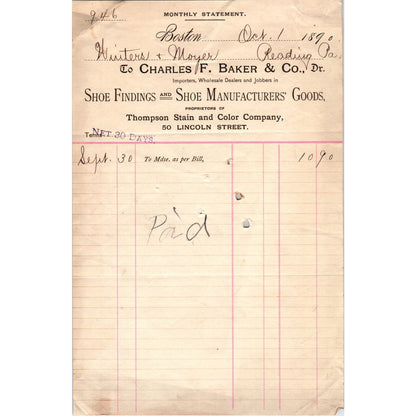 946
MONTHLY STATEMENT.
Boston Oct. 1 1890
Winters & Moyer Reading Pa.
To CHARLES F. BAKER & CO., Dr.
Importers, Wholesale Dealers and Jobbers in
SHOE FINDINGS AND SHOE MANUFACTURERS' GOODS,
PROPRIETORS OF
Thompson Stain and Color Company,
50 LINCOLN STREET.
Terms NET 30 DAYS.
Sept. 30 To Mdse. as per Bill, 10 90
Paid